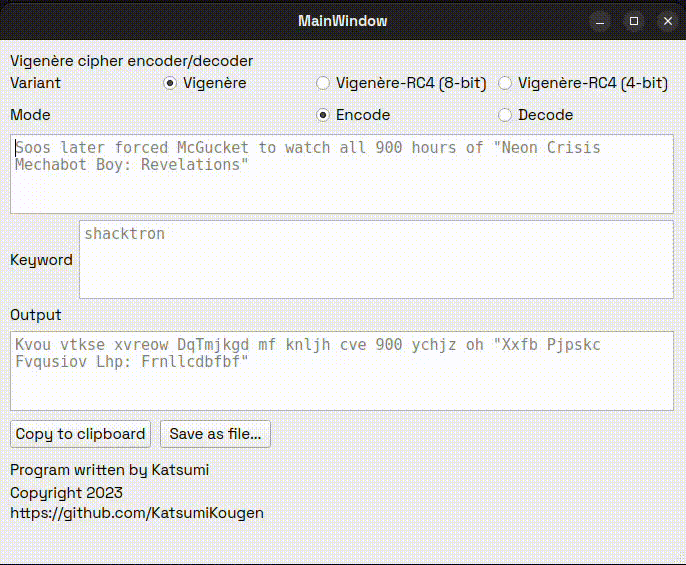 MainWindow
Vigenère cipher encoder/decoder
Variant Vigenère Vigenère-RC4 (8-bit) Vigenère-RC4 (4-bit)
Mode Encode Decode
Soos later forced McGucket to watch all 900 hours of "Neon Crisis
Mechabot Boy: Revelations"
shacktron
Keyword
Output
Kvou vtkse xvreow DqTmjkgd mf knljh cve 900 ychjz oh "Xxfb Pjpskc
Fvqusiov Lhp: Frnllcdbfbf"
Copy to clipboard Save as file...
Program written by Katsumi
Copyright 2023
https://github.com/KatsumiKougen